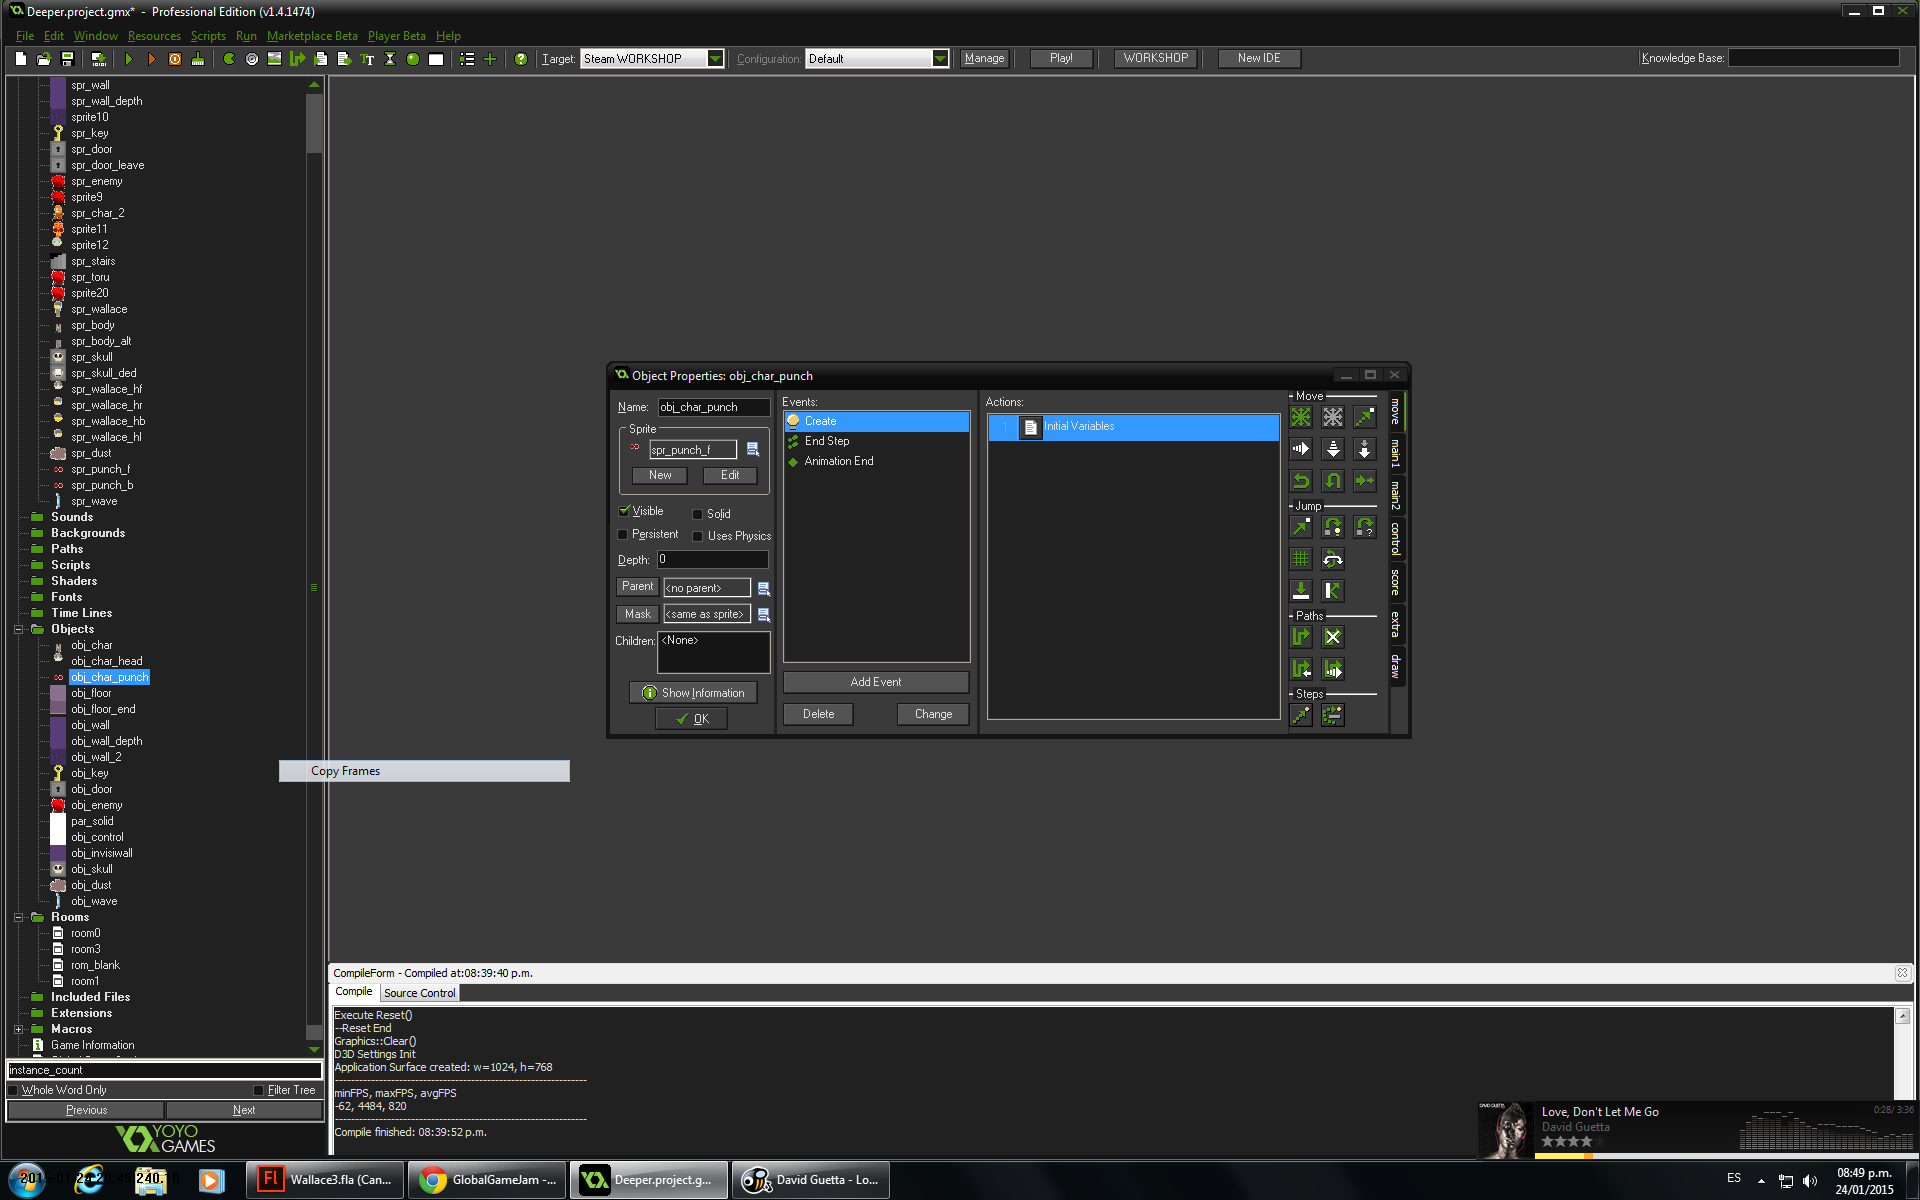 Deeper.project.gmx* - Professional Edition (v1.4.1474)
File Edit Window Resources Scripts Run Marketplace Beta Player Beta Help
Target: Steam WORKSHOP Configuration: Default Manage Play! WORKSHOP New IDE Knowledge Base:
spr_wall
spr_wall_depth
sprite10
spr_key
spr_door
spr_door_leave
spr_enemy
sprite9
spr_char_2
sprite11
sprite12
spr_stairs
spr_toru
sprite20
spr_wallace
spr_body
spr_body_alt
spr_skull
spr_skull_ded
spr_wallace_hf
spr_wallace_hr
spr_wallace_hb
spr_wallace_hl
spr_dust
spr_punch_f
spr_punch_b
spr_wave
Sounds
Backgrounds
Paths
Scripts
Shaders
Fonts
Time Lines
Objects
obj_char
obj_char_head
obj_char_punch
obj_floor
obj_floor_end
obj_wall
obj_wall_depth
obj_wall_2
obj_key
obj_door
obj_enemy
par_solid
obj_control
obj_invisiwall
obj_skull
obj_dust
obj_wave
Rooms
room0
room3
rom_blank
room1
Included Files
Extensions
Macros
Game Information
instance_count
Whole Word Only Filter Tree
Previous Next
YOYO
GAMES
Copy Frames
Object Properties: obj_char_punch
Name: obj_char_punch
Sprite
spr_punch_f
New Edit
Visible Solid
Persistent Uses Physics
Depth: 0
Parent <no parent>
Mask <same as sprite>
Children: <None>
Show Information
OK
Events:
Create
End Step
Animation End
Add Event
Delete Change
Actions:
1 Initial Variables
Move
Jump
Paths
Steps
move
main1
main2
control
score
extra
draw
CompileForm - Compiled at:08:39:40 p.m.
Compile Source Control
Execute Reset()
--Reset End
Graphics::Clear()
D3D Settings Init
Application Surface created: w=1024, h=768
minFPS, maxFPS, avgFPS
-62, 4484, 820
Compile finished: 08:39:52 p.m.
DAVID GUETTA
Love, Don't Let Me Go
David Guetta
0:28/ 3:36
Wallace3.fla (Can...
GlobalGameJam -...
Deeper.project.g...
David Guetta - Lo...
ES
08:49 p.m.
24/01/2015